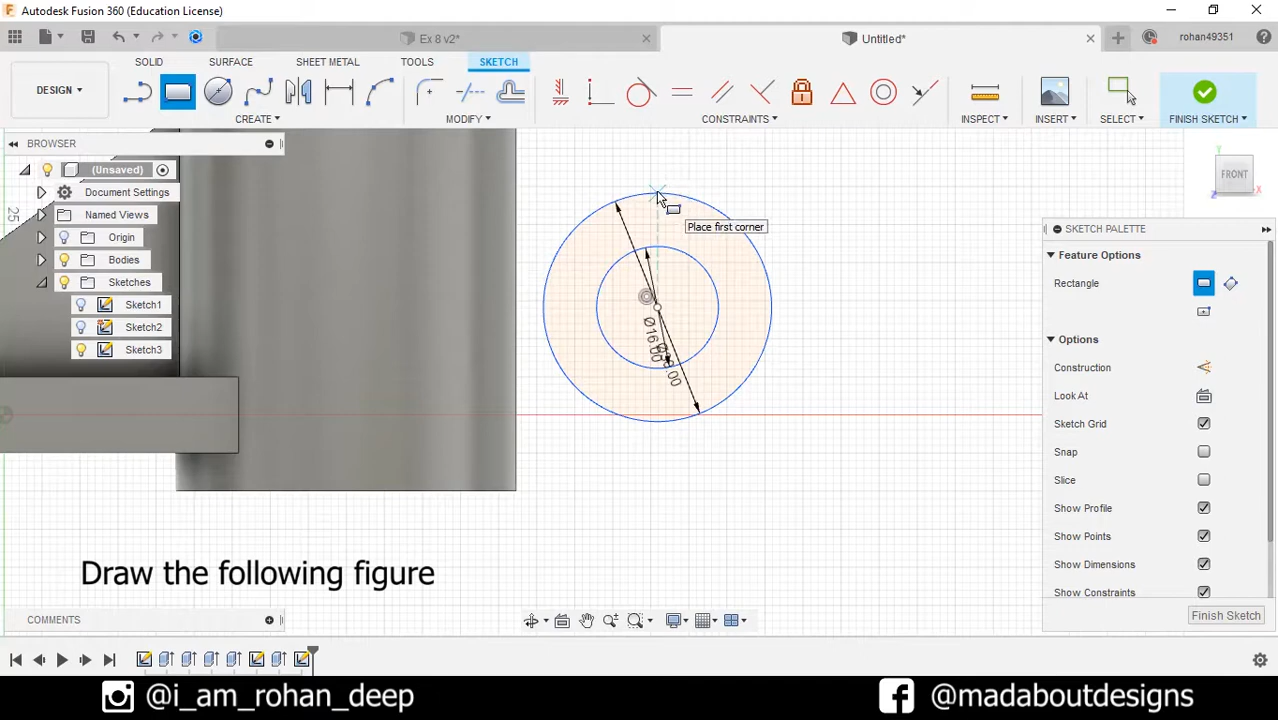 Autodesk Fusion 360 (Education License)
Ex 8 v2*
Untitled*
rohan49351
DESIGN
SOLID
SURFACE
SHEET METAL
TOOLS
SKETCH
CREATE
MODIFY
CONSTRAINTS
INSPECT
INSERT
SELECT
FINISH SKETCH
BROWSER
(Unsaved)
Document Settings
Named Views
25
Origin
Bodies
Sketches
Sketch1
Sketch2
Sketch3
Place first corner
Ø16.00
FRONT
Y
X
Z
SKETCH PALETTE
Feature Options
Rectangle
Options
Construction
Look At
Sketch Grid
Snap
Slice
Show Profile
Show Points
Show Dimensions
Show Constraints
Finish Sketch
Draw the following figure
COMMENTS
@i_am_rohan_deep
@madaboutdesigns